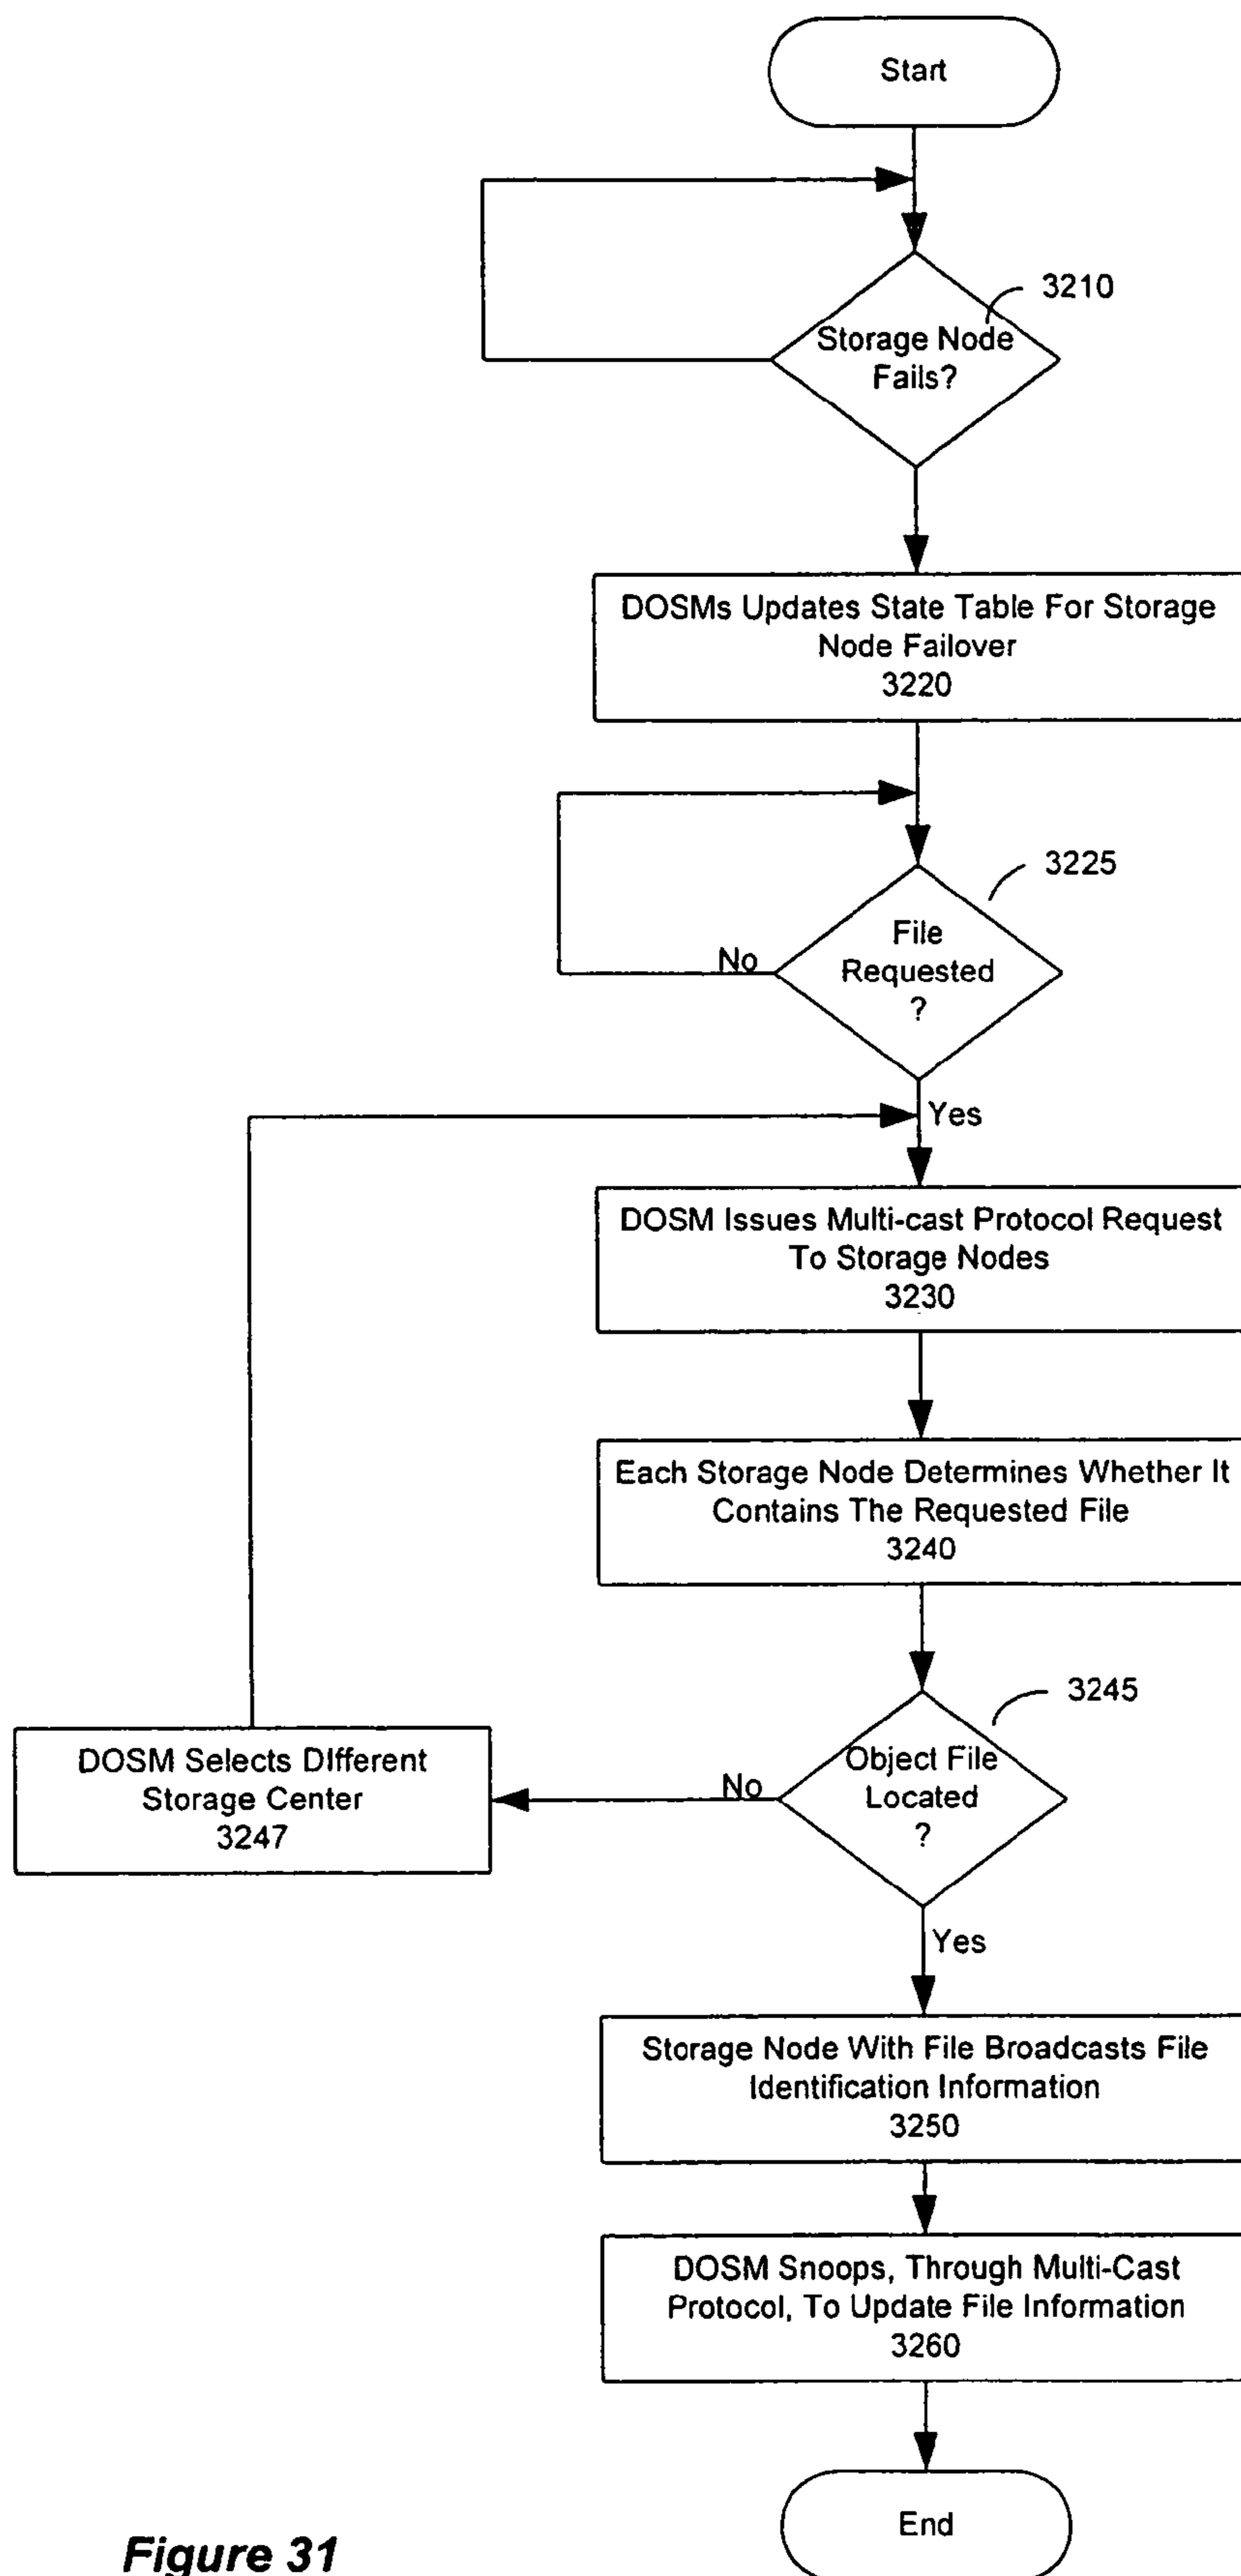 Start
3210
Storage Node
Fails?
DOSMs Updates State Table For Storage
Node Failover
3220
3225
File
Requested
?
No
Yes
DOSM Issues Multi-cast Protocol Request
To Storage Nodes
3230
Each Storage Node Determines Whether It
Contains The Requested File
3240
3245
Object File
Located
?
No
DOSM Selects DIfferent
Storage Center
3247
Yes
Storage Node With File Broadcasts File
Identification Information
3250
DOSM Snoops, Through Multi-Cast
Protocol, To Update File Information
3260
End
Figure 31